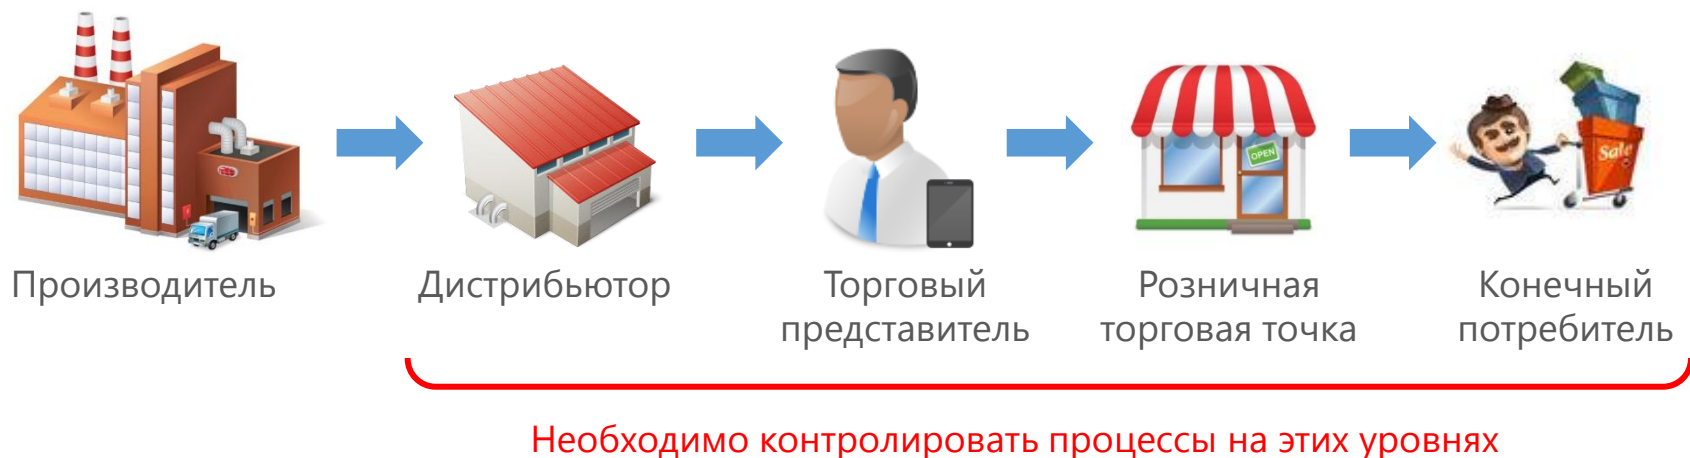 OPEN
Sale
Производитель
Дистрибьютор
Торговый
представитель
Розничная
торговая точка
Конечный
потребитель
Необходимо контролировать процессы на этих уровнях